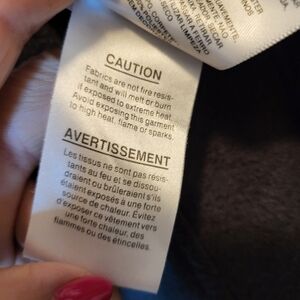 CAUTION
Fabrics are not fire resis-
tant and will melt or burn
if exposed to extreme heat.
Avoid exposing this garment
to high heat, flame or sparks.
AVERTISSEMENT
Les tissus ne sont pas résis-
tants au feu et se dissou-
draient ou brûleraient s'ils
étaient exposés à une forte
source de chaleur. Évitez
d'exposer ce vêtement vers
une forte chaleur, des
flammes ou des étincelles.